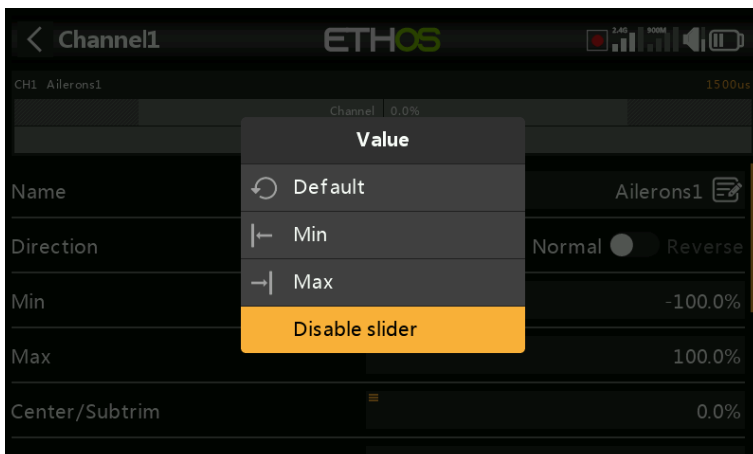 Channel1
ETHOS
2.4G 900M
CH1 Ailerons1
1500us
Channel 0.0%
Value
Default
Min
Max
Disable slider
Name
Ailerons1
Direction
Normal Reverse
Min
-100.0%
Max
100.0%
Center/Subtrim
0.0%